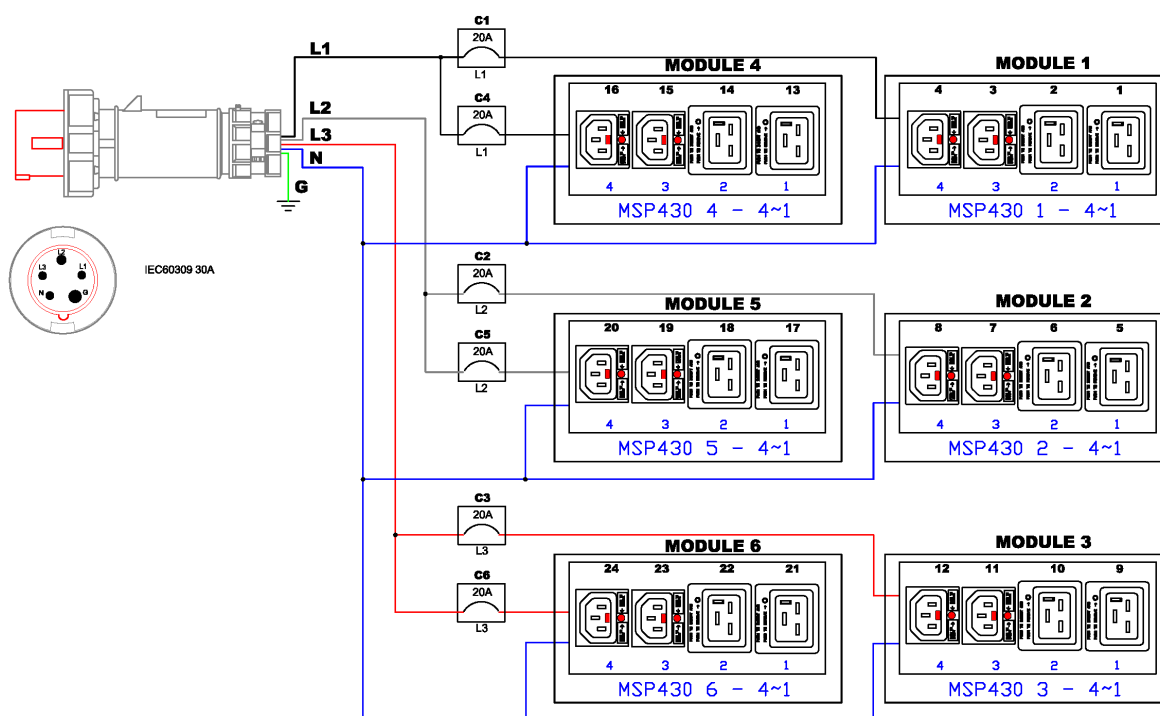 C1
20A
L1
L1
C4
20A
L1
L2
L3
N
G
MODULE 4
16 15 14 13
4 3 2 1
MSP430 4 - 4~1
MODULE 1
4 3 2 1
4 3 2 1
MSP430 1 - 4~1
L2
L3 L1
N G
IEC60309 30A
C2
20A
L2
C5
20A
L2
MODULE 5
20 19 18 17
4 3 2 1
MSP430 5 - 4~1
MODULE 2
8 7 6 5
4 3 2 1
MSP430 2 - 4~1
C3
20A
L3
C6
20A
L3
MODULE 6
24 23 22 21
4 3 2 1
MSP430 6 - 4~1
MODULE 3
12 11 10 9
4 3 2 1
MSP430 3 - 4~1